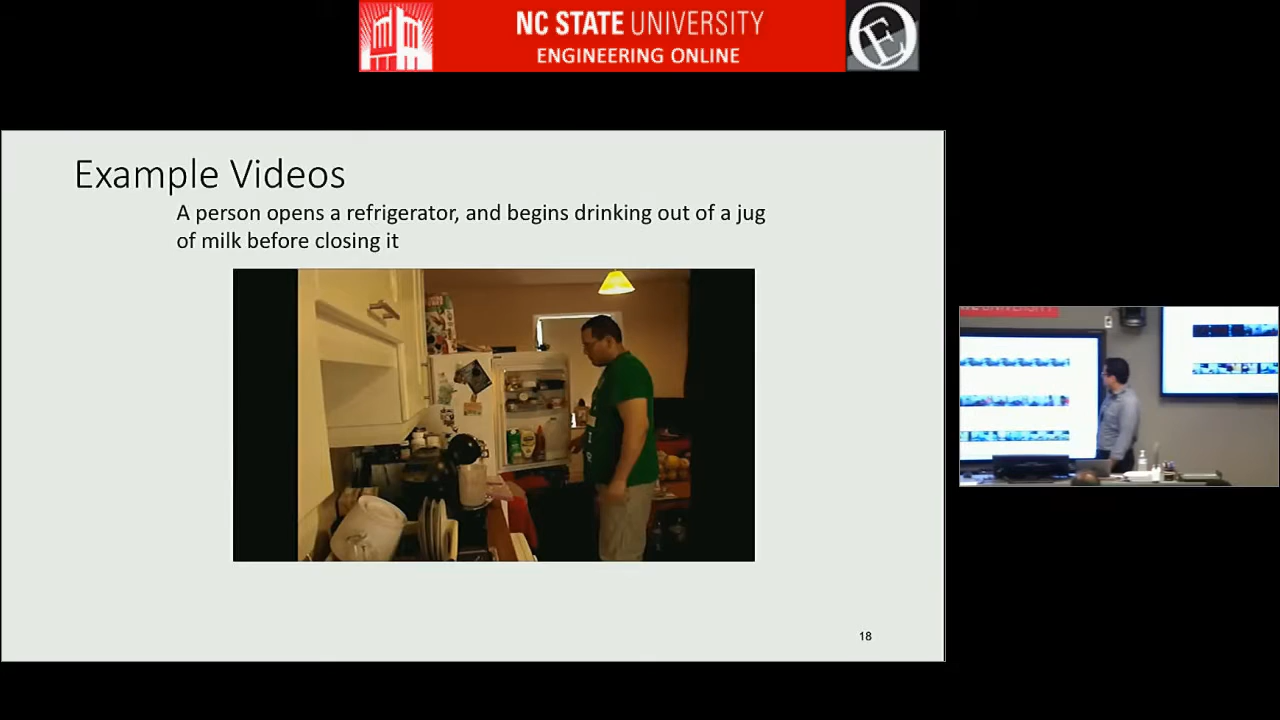 NC STATE UNIVERSITY
ENGINEERING ONLINE
Example Videos
A person opens a refrigerator, and begins drinking out of a jug
of milk before closing it
18